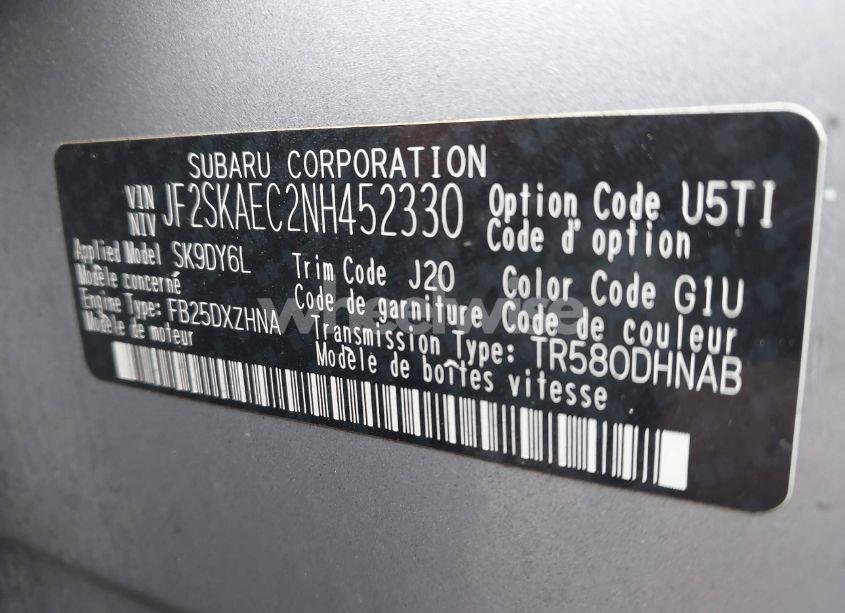 SUBARU CORPORATION
VIN NIV JF2SKAEC2NH452330 Option Code U5TI
Code d'option
Applied Model SK9DY6L Trim Code J20 Color Code G1U
Modèle concerné Code de garniture Code de couleur
Engine Type: FB25DXZHNA Transmission Type: TR580DHNAB
Modèle de moteur Modèle de boîtes vitesse
wheelwire